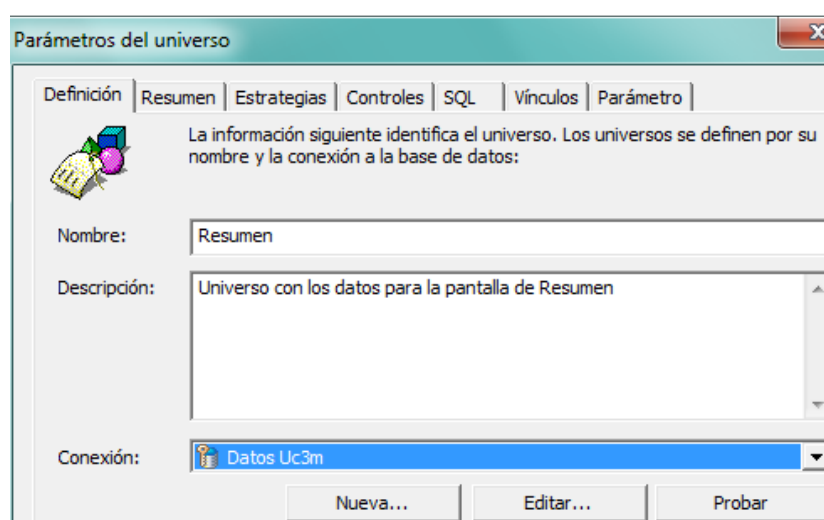 Parámetros del universo
Definición Resumen Estrategias Controles SQL Vínculos Parámetro
La información siguiente identifica el universo. Los universos se definen por su
nombre y la conexión a la base de datos:
Nombre: Resumen
Descripción: Universo con los datos para la pantalla de Resumen
Conexión: Datos Uc3m
Nueva... Editar... Probar